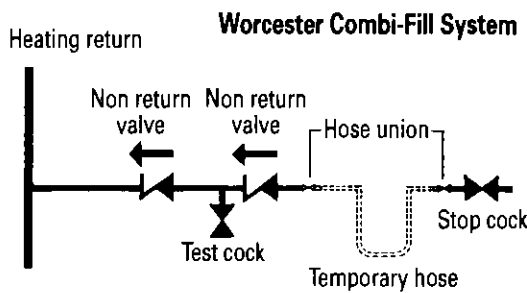 Worcester Combi-Fill System
Heating return
Non return
valve
Non return
valve
Hose union
Test cock
Stop cock
Temporary hose